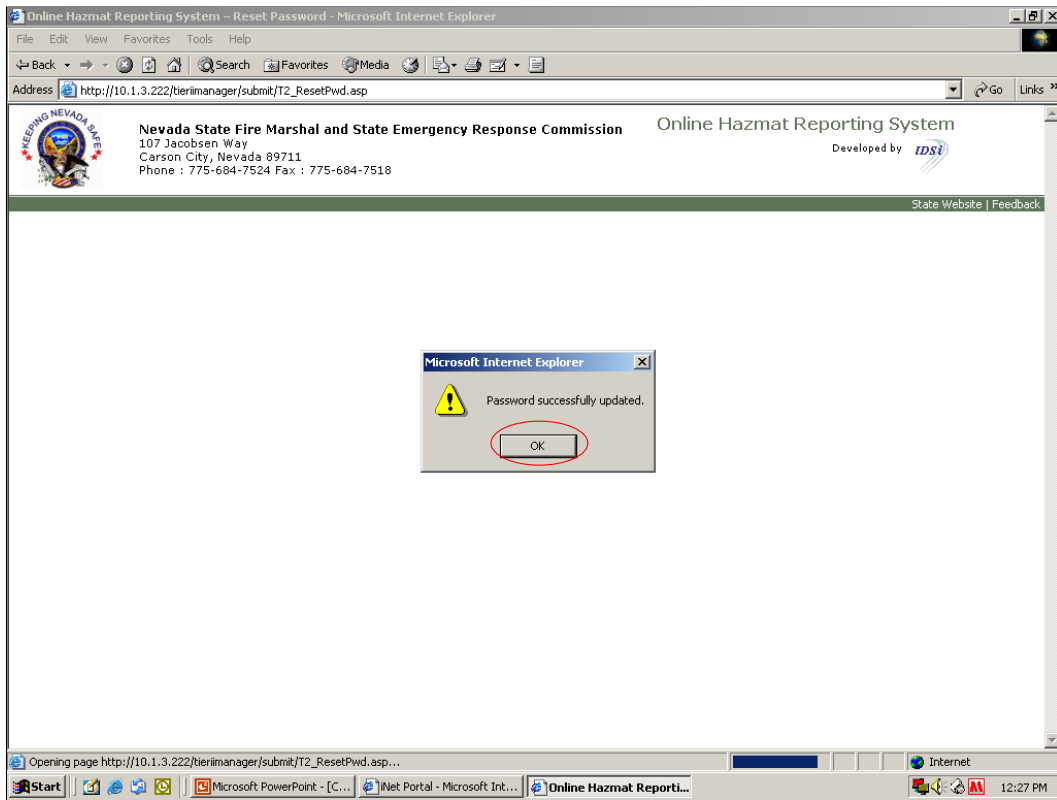 Online Hazmat Reporting System – Reset Password - Microsoft Internet Explorer
File Edit View Favorites Tools Help
Back Search Favorites Media
Address http://10.1.3.222/tieriimanager/submit/T2_ResetPwd.asp Go Links »
KEEPING NEVADA SAFE
Nevada State Fire Marshal and State Emergency Response Commission
107 Jacobsen Way
Carson City, Nevada 89711
Phone : 775-684-7524 Fax : 775-684-7518
Online Hazmat Reporting System
Developed by IDSi
State Website | Feedback
Microsoft Internet Explorer
Password successfully updated.
OK
Opening page http://10.1.3.222/tieriimanager/submit/T2_ResetPwd.asp... Internet
Start Microsoft PowerPoint - [C... iNet Portal - Microsoft Int... Online Hazmat Reporti... 12:27 PM